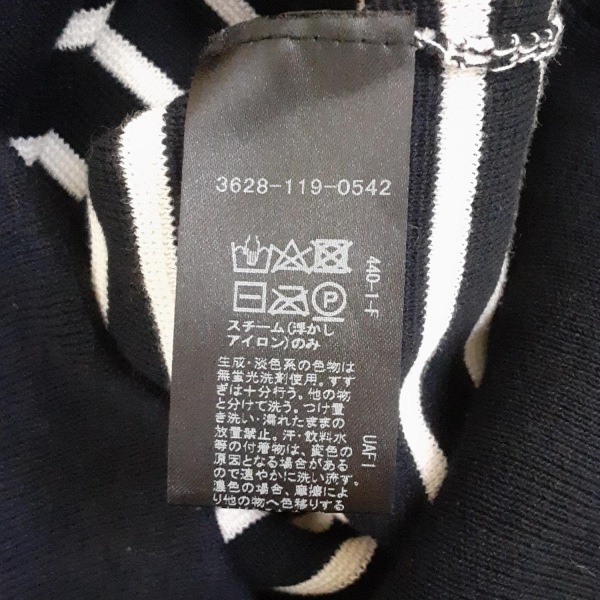 3628-119-0542
440-1-F
スチーム(浮かし
アイロン)のみ
生成・淡色系の色物は
無蛍光洗剤使用。すす
ぎは十分行う。他の物
と分けて洗う。つけ置
き洗い・濡れたままの
放置禁止。汗・飲料水
等の付着物は、変色の
原因となる場合がある
ので速やかに洗い流す。
濃色の場合、摩擦によ
り他の物へ色移りする
UAF1